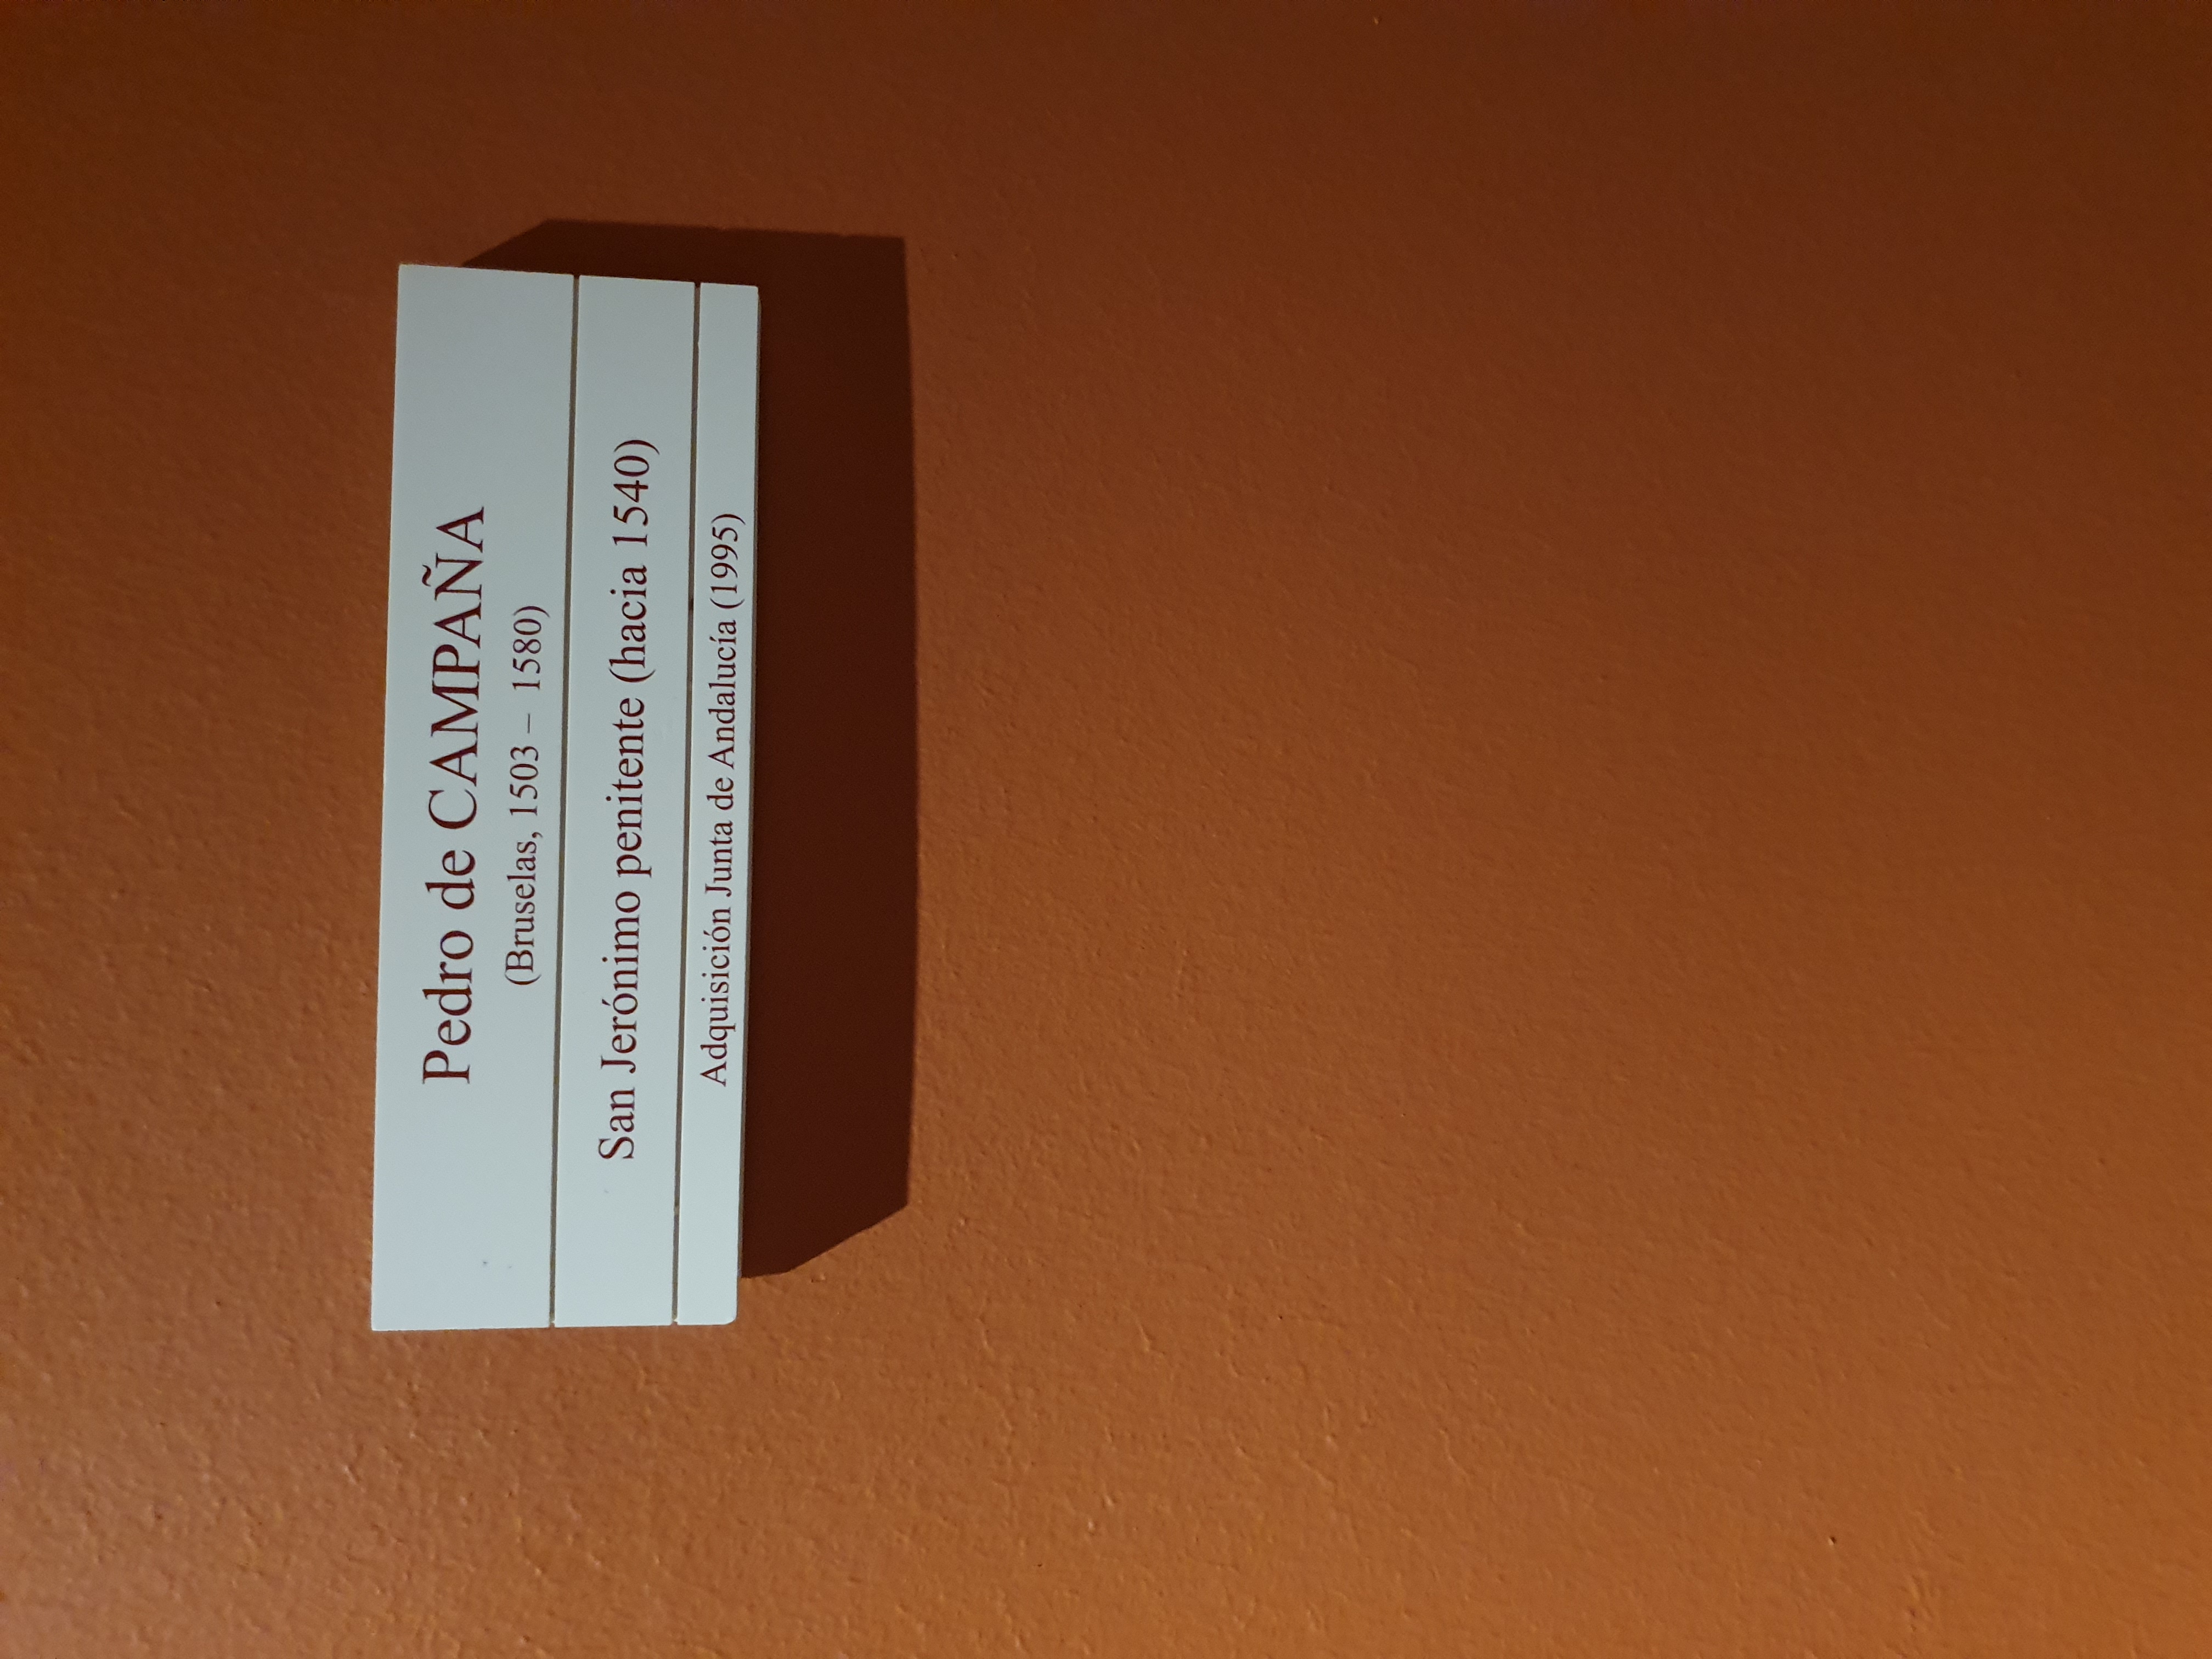 Pedro de CAMPAÑA
(Bruselas, 1503 – 1580)
San Jerónimo penitente (hacia 1540)
Adquisición Junta de Andalucía (1995)